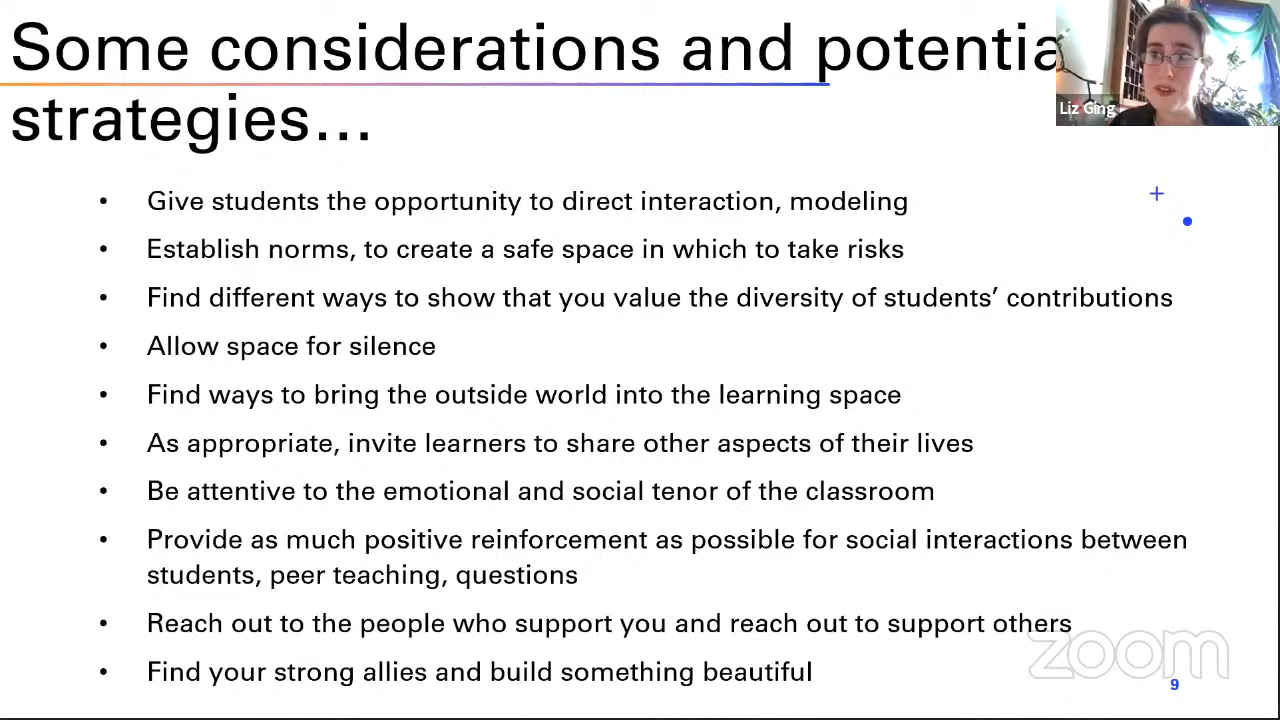 Some considerations and potentia
strategies…
Liz Ging
• Give students the opportunity to direct interaction, modeling
• Establish norms, to create a safe space in which to take risks
• Find different ways to show that you value the diversity of students’ contributions
• Allow space for silence
• Find ways to bring the outside world into the learning space
• As appropriate, invite learners to share other aspects of their lives
• Be attentive to the emotional and social tenor of the classroom
• Provide as much positive reinforcement as possible for social interactions between
students, peer teaching, questions
• Reach out to the people who support you and reach out to support others
• Find your strong allies and build something beautiful
zoom
9